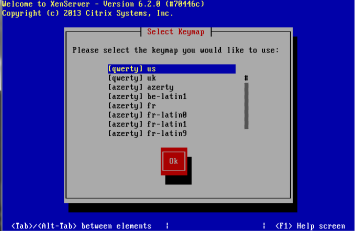 Welcome to XenServer - Version 6.2.0 (#70446c)
Copyright (c) 2013 Citrix Systems, Inc.
Select Keymap
Please select the keymap you would like to use:
[qwerty] us
[qwerty] uk
[azerty] azerty
[azerty] be-latin1
[azerty] fr
[azerty] fr-latin0
[azerty] fr-latin1
[azerty] fr-latin9
Ok
<Tab>/<Alt-Tab> between elements | | <F1> Help screen